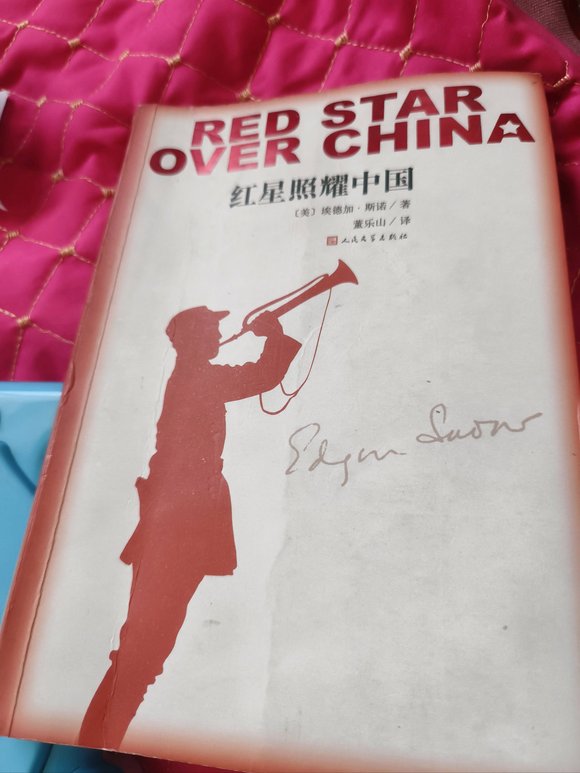 RED STAR
OVER CHINA
红星照耀中国
〔美〕埃德加·斯诺/著
董乐山/译
人民文学出版社
Edgar Snow